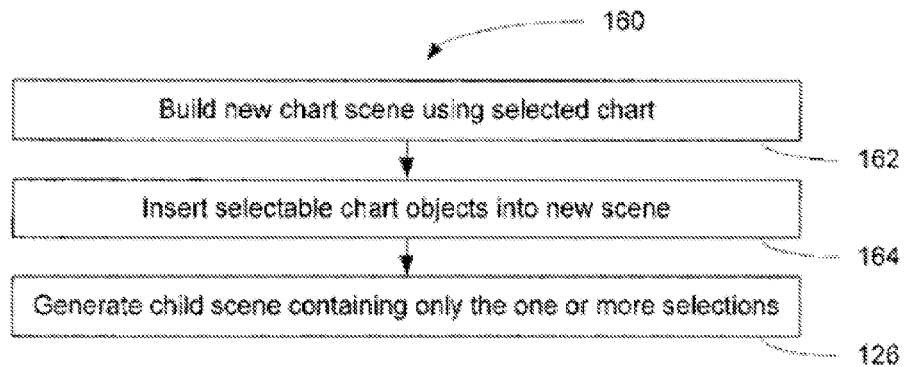 160
Build new chart scene using selected chart
162
Insert selectable chart objects into new scene
164
Generate child scene containing only the one or more selections
126